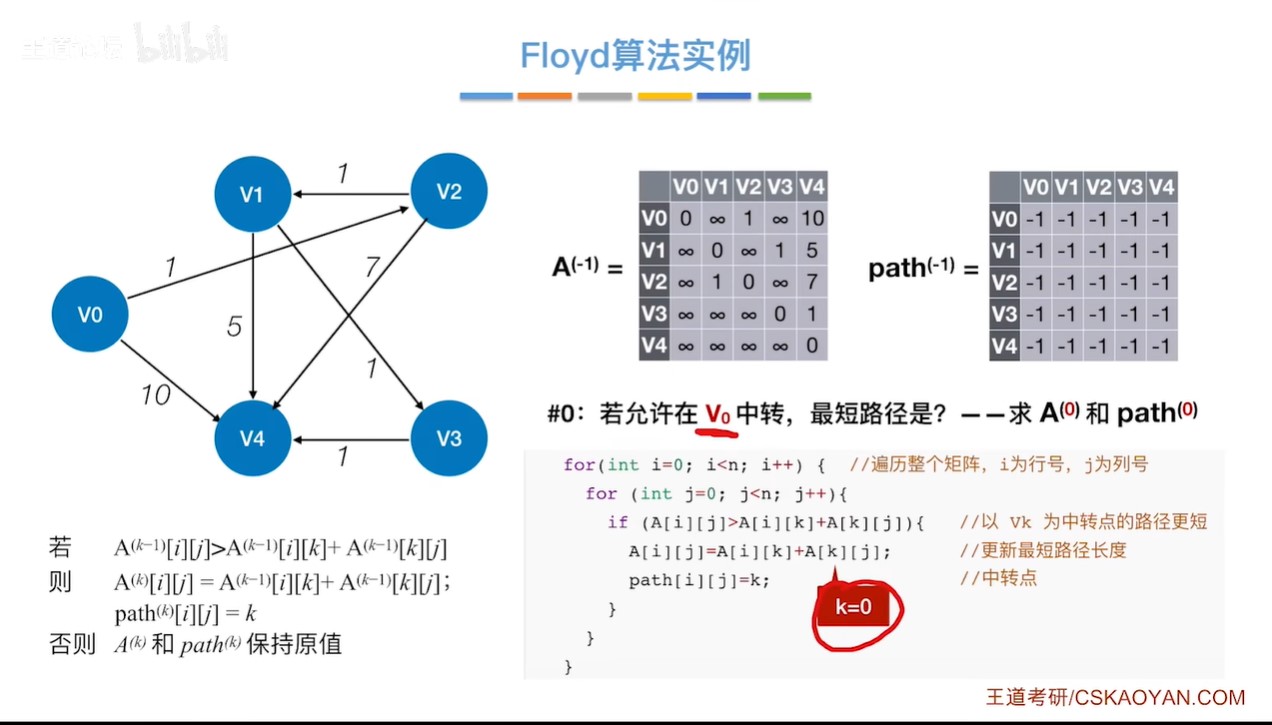 王道论坛 bilibili
Floyd算法实例
V1
V2
V0
V4
V3
1
1
7
5
10
1
1
A(-1) =
V0 V1 V2 V3 V4
V0 0 ∞ 1 ∞ 10
V1 ∞ 0 ∞ 1 5
V2 ∞ 1 0 ∞ 7
V3 ∞ ∞ ∞ 0 1
V4 ∞ ∞ ∞ ∞ 0
path(-1) =
V0 V1 V2 V3 V4
V0 -1 -1 -1 -1 -1
V1 -1 -1 -1 -1 -1
V2 -1 -1 -1 -1 -1
V3 -1 -1 -1 -1 -1
V4 -1 -1 -1 -1 -1
#0：若允许在 V0 中转，最短路径是？——求 A(0) 和 path(0)
for(int i=0; i<n; i++) { //遍历整个矩阵，i为行号，j为列号
for (int j=0; j<n; j++){
if (A[i][j]>A[i][k]+A[k][j]){ //以 Vk 为中转点的路径更短
A[i][j]=A[i][k]+A[k][j]; //更新最短路径长度
path[i][j]=k; //中转点
}
}
}
k=0
若 A(k-1)[i][j]>A(k-1)[i][k]+ A(k-1)[k][j]
则 A(k)[i][j] = A(k-1)[i][k]+ A(k-1)[k][j]；
path(k)[i][j] = k
否则 A(k) 和 path(k) 保持原值
王道考研/CSKAOYAN.COM